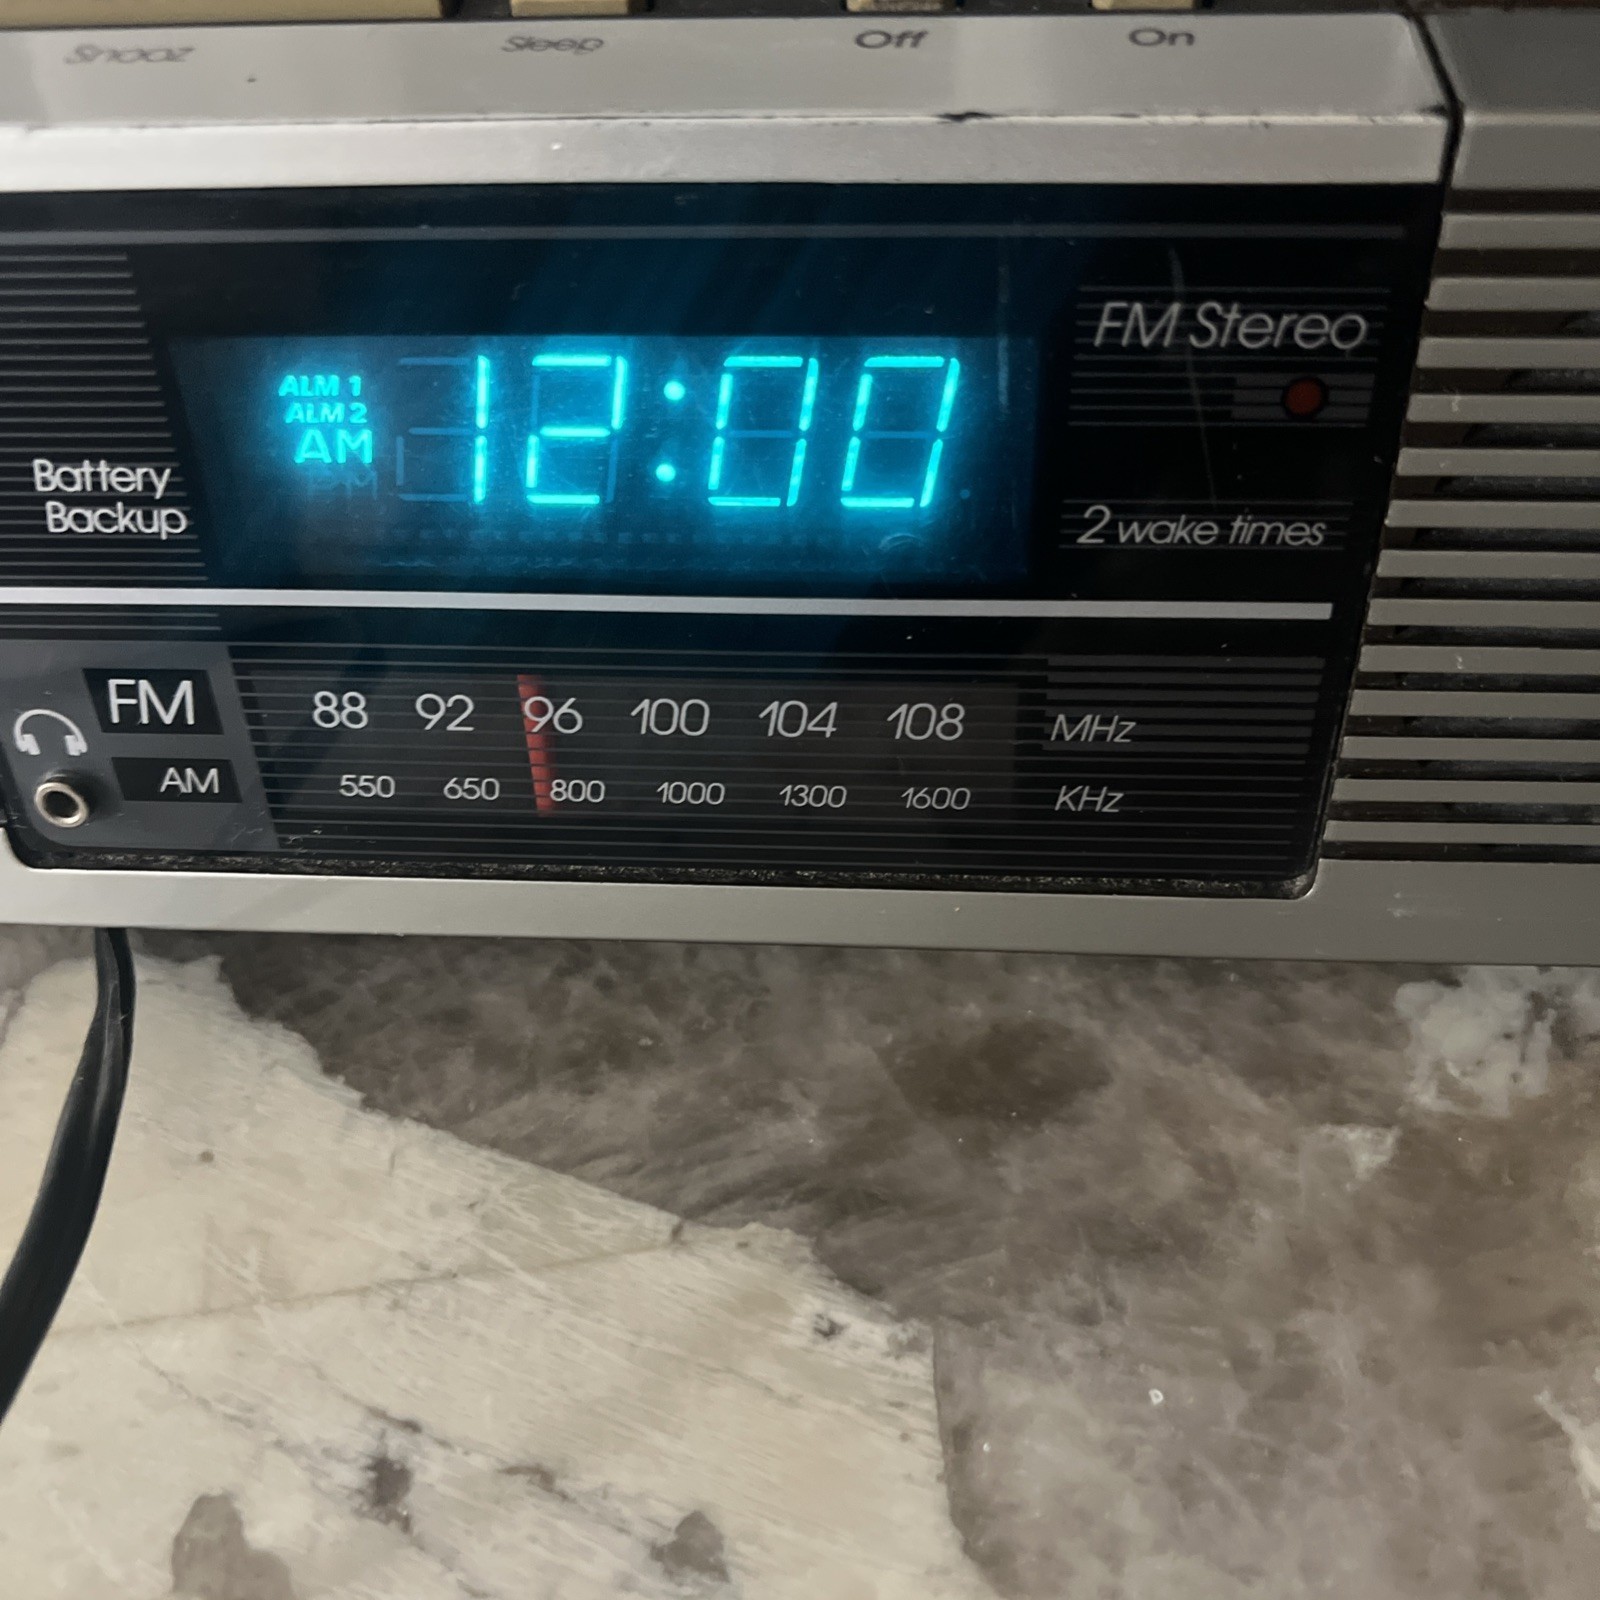 Snooz Sleep Off On
FM Stereo
ALM 1
ALM 2
AM
12:00
Battery
Backup
2 wake times
FM 88 92 96 100 104 108 MHz
AM 550 650 800 1000 1300 1600 KHz